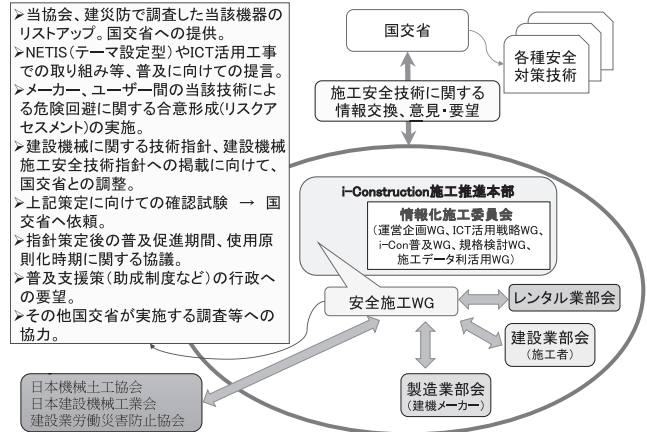 ➢当協会、建災防で調査した当該機器の
リストアップ。国交省への提供。
➢NETIS(テーマ設定型)やICT活用工事
での取り組み等、普及に向けての提言。
➢メーカー、ユーザー間の当該技術によ
る危険回避に関する合意形成(リスクア
セスメント)の実施。
➢建設機械に関する技術指針、建設機械
施工安全技術指針への掲載に向けて、
国交省との調整。
➢上記策定に向けての確認試験 → 国
交省へ依頼。
➢指針策定後の普及促進期間、使用原
則化時期に関する協議。
➢普及支援策(助成制度など)の行政へ
の要望。
➢その他国交省が実施する調査等への
協力。
国交省
各種安全
対策技術
施工安全技術に関する
情報交換、意見・要望
i-Construction施工推進本部
情報化施工委員会
(運営企画WG、ICT活用戦略WG、
i-Con普及WG、規格検討WG、
施工データ利活用WG)
安全施工WG
レンタル業部会
建設業部会
(施工者)
製造業部会
(建機メーカー)
日本機械土工協会
日本建設機械工業会
建設業労働災害防止協会